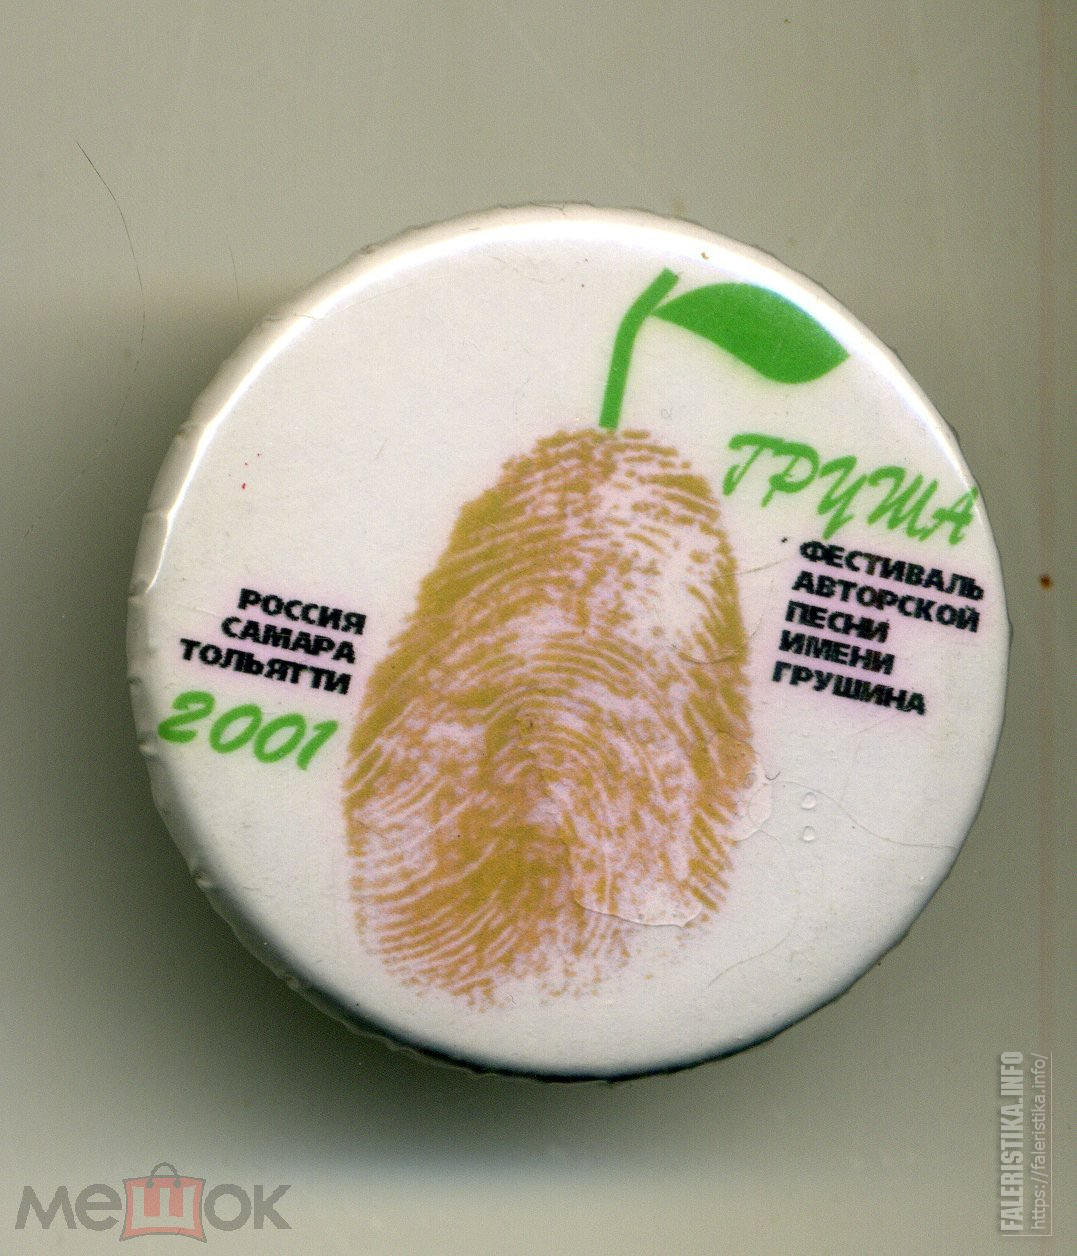 ГРУША
ФЕСТИВАЛЬ
АВТОРСКОЙ
ПЕСНИ
ИМЕНИ
ГРУШИНА
РОССИЯ
САМАРА
ТОЛЬЯТТИ
2001
мешок
FALERISTIKA.INFO
https://faleristika.info/